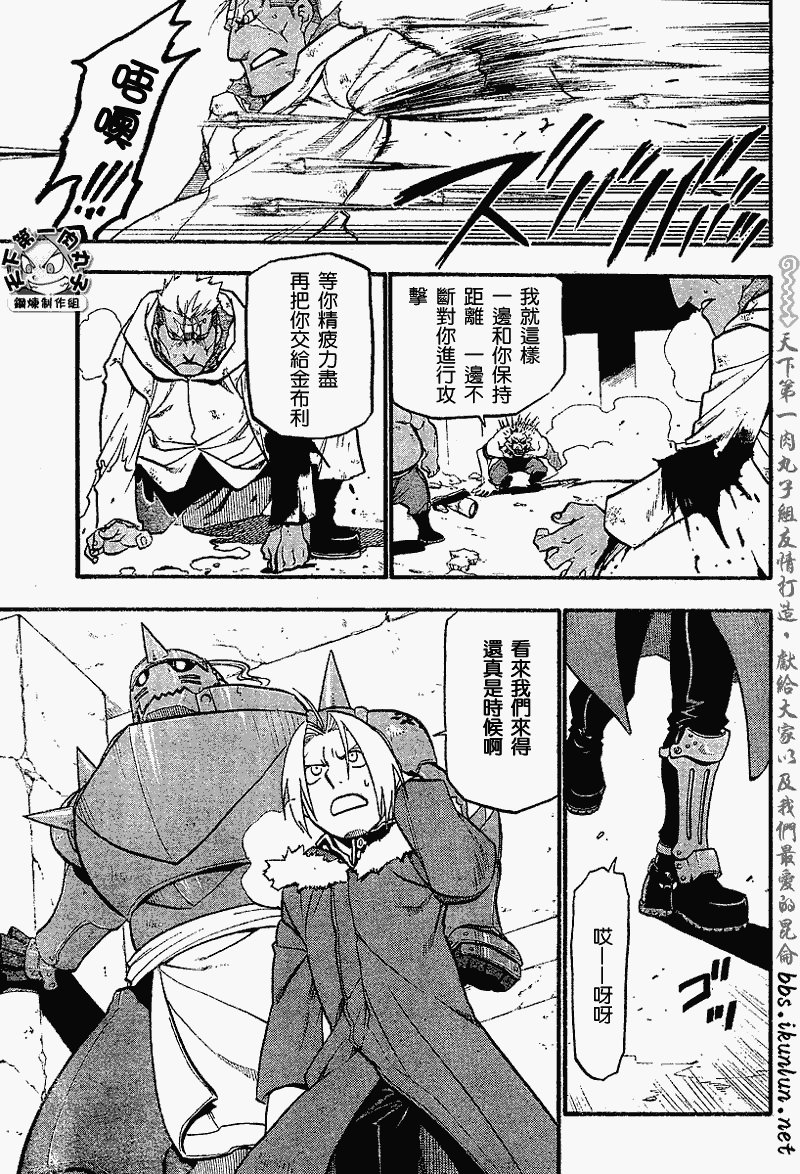 唔噢!!!
ズ
我就這樣
一邊和你保持
距離 一邊不
斷對你進行攻
擊
等你精疲力盡
再把你交給金布利
哎——呀呀
ゴッ
看來我們來得
還真是時候啊
天下第一肉丸子
鋼煉制作組
天下第一肉丸子組友情打造,獻給大家以及我們最愛的昆侖 bbs.ikunlun.net